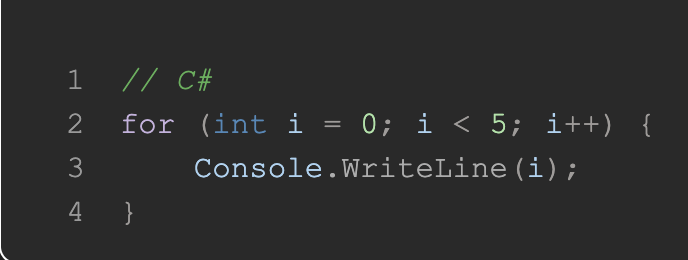 1 // C#
2 for (int i = 0; i < 5; i++) {
3     Console.WriteLine(i);
4 }